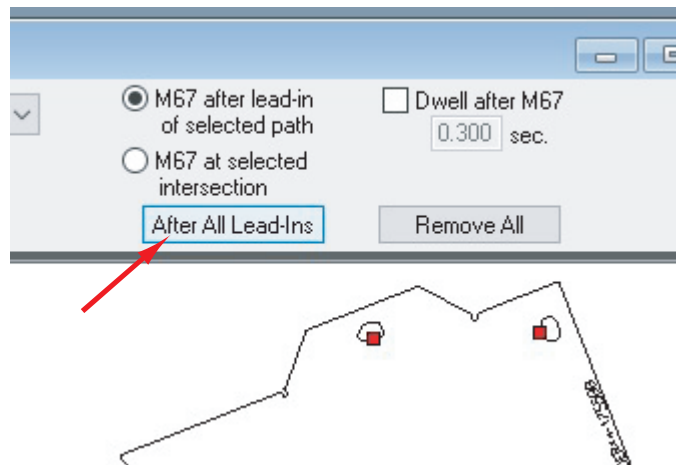 M67 after lead-in
of selected path
M67 at selected
intersection
After All Lead-Ins
Dwell after M67
0.300 sec.
Remove All